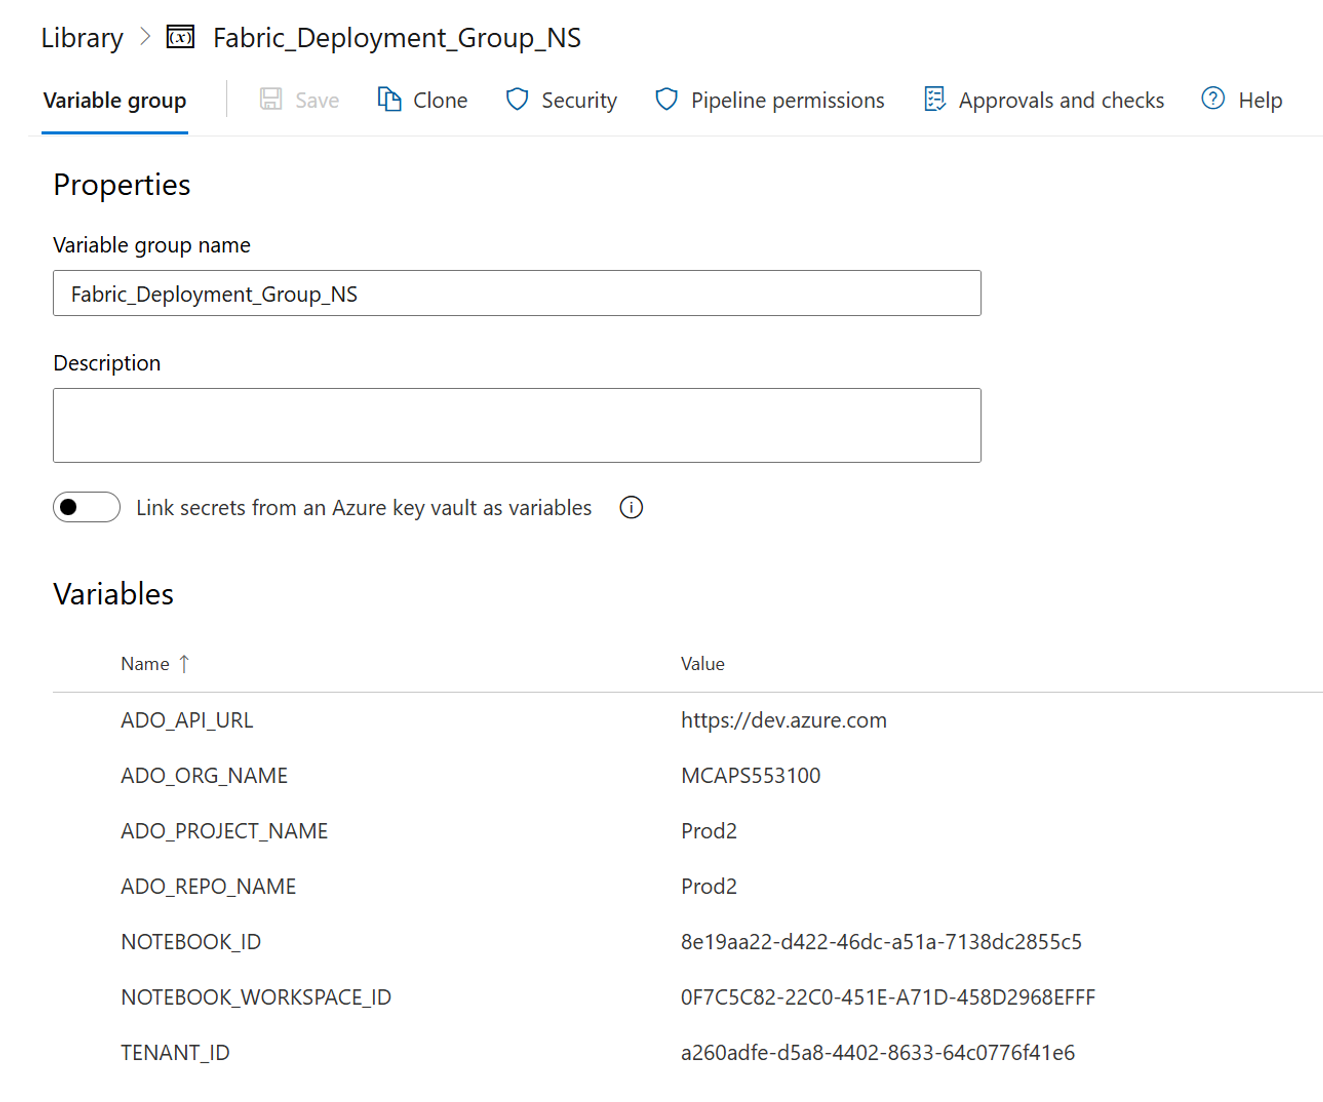 Library > Fabric_Deployment_Group_NS
Variable group Save Clone Security Pipeline permissions Approvals and checks Help
Properties
Variable group name
Fabric_Deployment_Group_NS
Description
Link secrets from an Azure key vault as variables
Variables
Name ↑ Value
ADO_API_URL https://dev.azure.com
ADO_ORG_NAME MCAPS553100
ADO_PROJECT_NAME Prod2
ADO_REPO_NAME Prod2
NOTEBOOK_ID 8e19aa22-d422-46dc-a51a-7138dc2855c5
NOTEBOOK_WORKSPACE_ID 0F7C5C82-22C0-451E-A71D-458D2968EFFF
TENANT_ID a260adfe-d5a8-4402-8633-64c0776f41e6